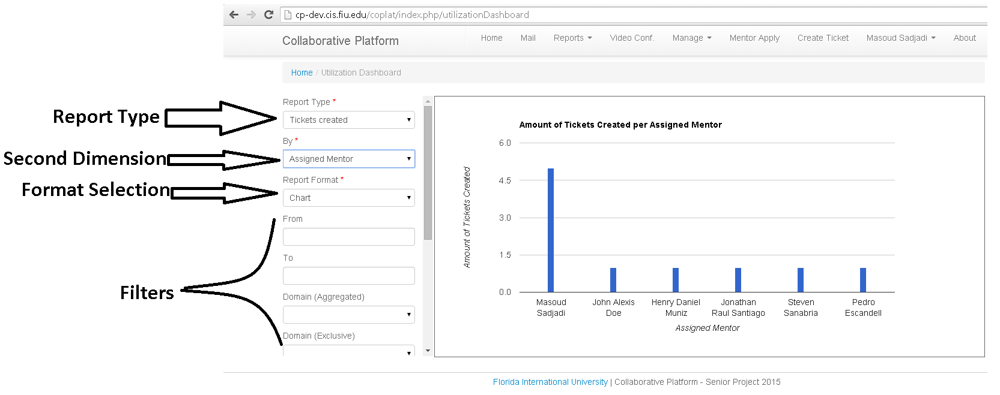 cp-dev.cis.fiu.edu/coplat/index.php/utilizationDashboard
Collaborative Platform
Home Mail Reports Video Conf. Manage Mentor Apply Create Ticket Masoud Sadjadi About
Home / Utilization Dashboard
Report Type
Second Dimension
Format Selection
Filters
Report Type *
Tickets created
By *
Assigned Mentor
Report Format *
Chart
From
To
Domain (Aggregated)
Domain (Exclusive)
Amount of Tickets Created per Assigned Mentor
Amount of Tickets Created
6.0
4.5
3.0
1.5
0.0
Masoud
Sadjadi
John Alexis
Doe
Henry Daniel
Muniz
Jonathan
Raul Santiago
Steven
Sanabria
Pedro
Escandell
Assigned Mentor
Florida International University | Collaborative Platform - Senior Project 2015